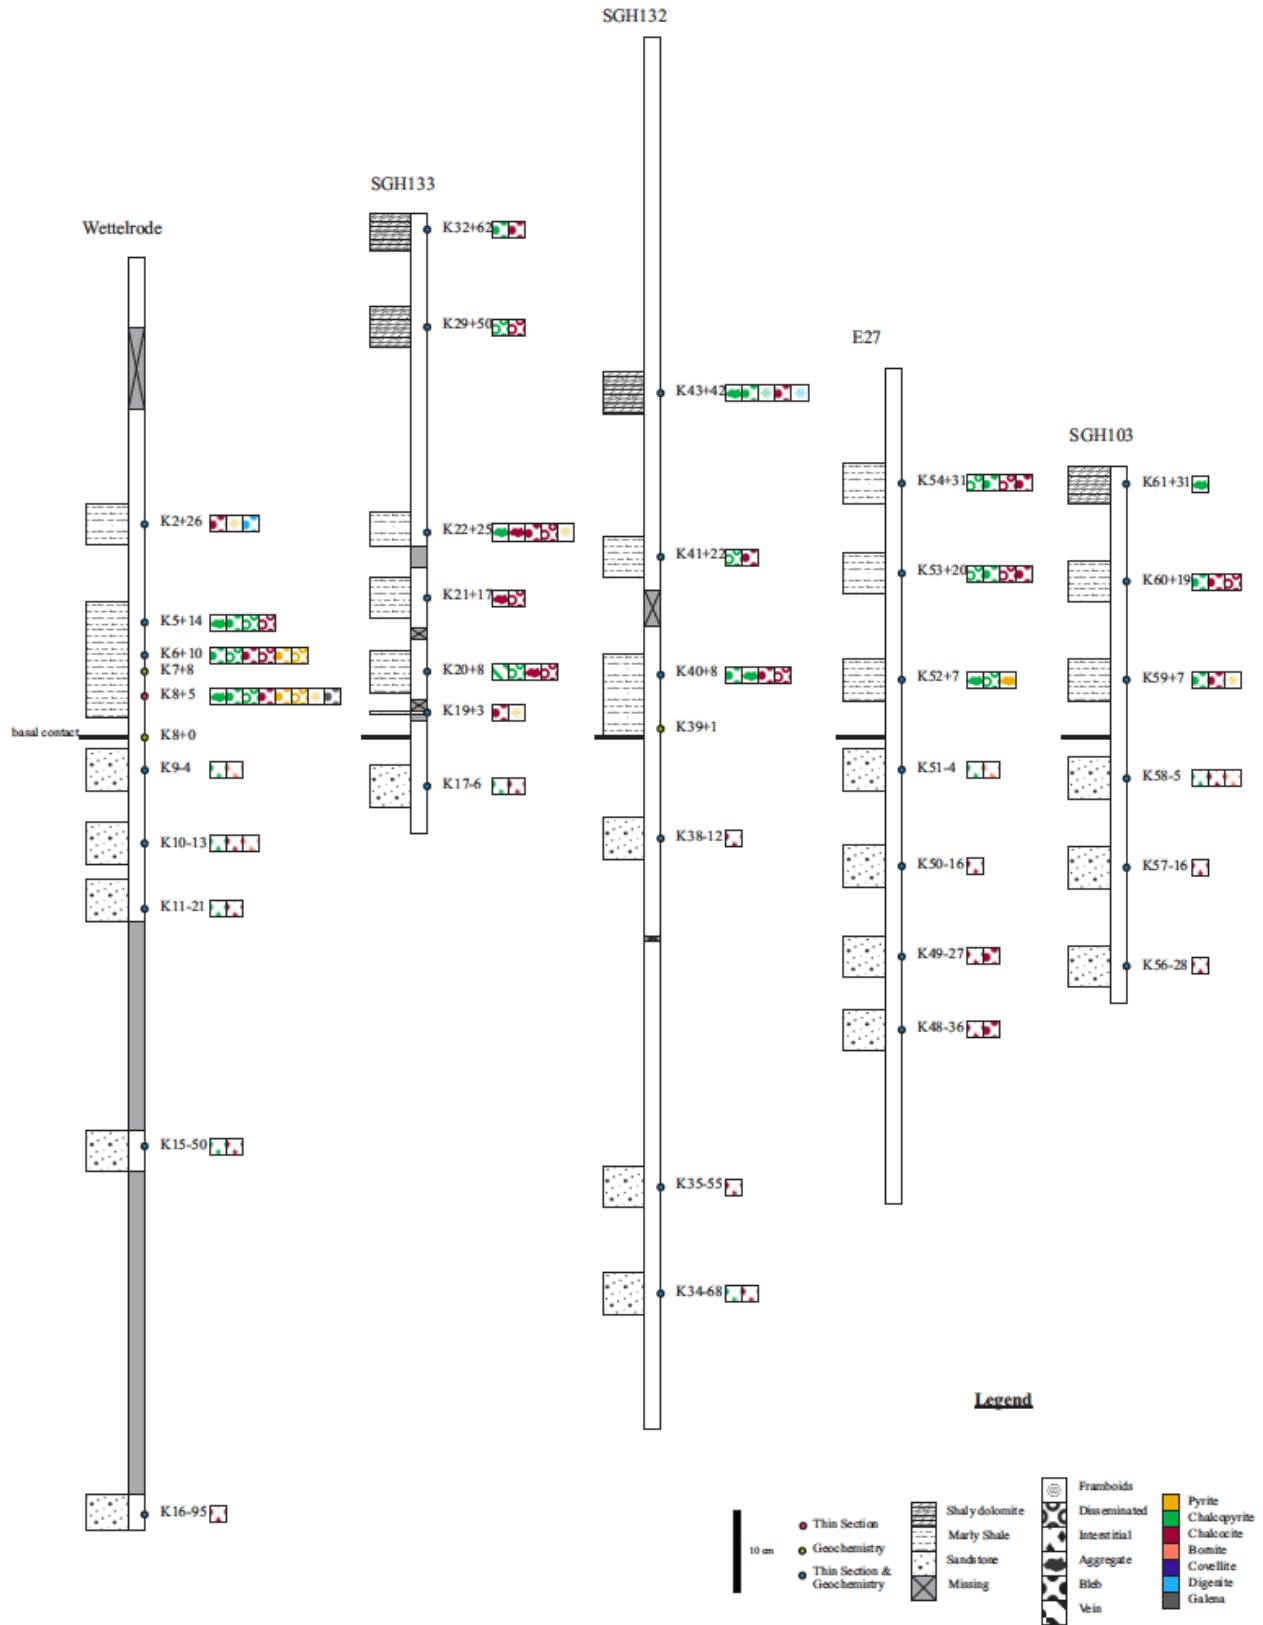 SGH132
SGH133
Wettelrode
E27
SGH103
K2+26
K5+14
K6+10
K7+8
K8+5
basal contact
K8+0
K9-4
K10-13
K11-21
K15-50
K16-95
K32+62
K29+50
K22+25
K21+17
K20+8
K19+3
K17-6
K43+42
K41+22
K40+8
K39+1
K38-12
K35-55
K34-68
K54+31
K53+20
K52+7
K51-4
K50-16
K49-27
K48-36
K61+31
K60+19
K59+7
K58-5
K57-16
K56-28
Legend
10 cm
Thin Section
Geochemistry
Thin Section &
Geochemistry
Shaly dolomite
Marly Shale
Sandstone
Missing
Framboids
Disseminated
Interstitial
Aggregate
Bleb
Vein
Pyrite
Chalcopyrite
Chalcocite
Bornite
Covellite
Digenite
Galena